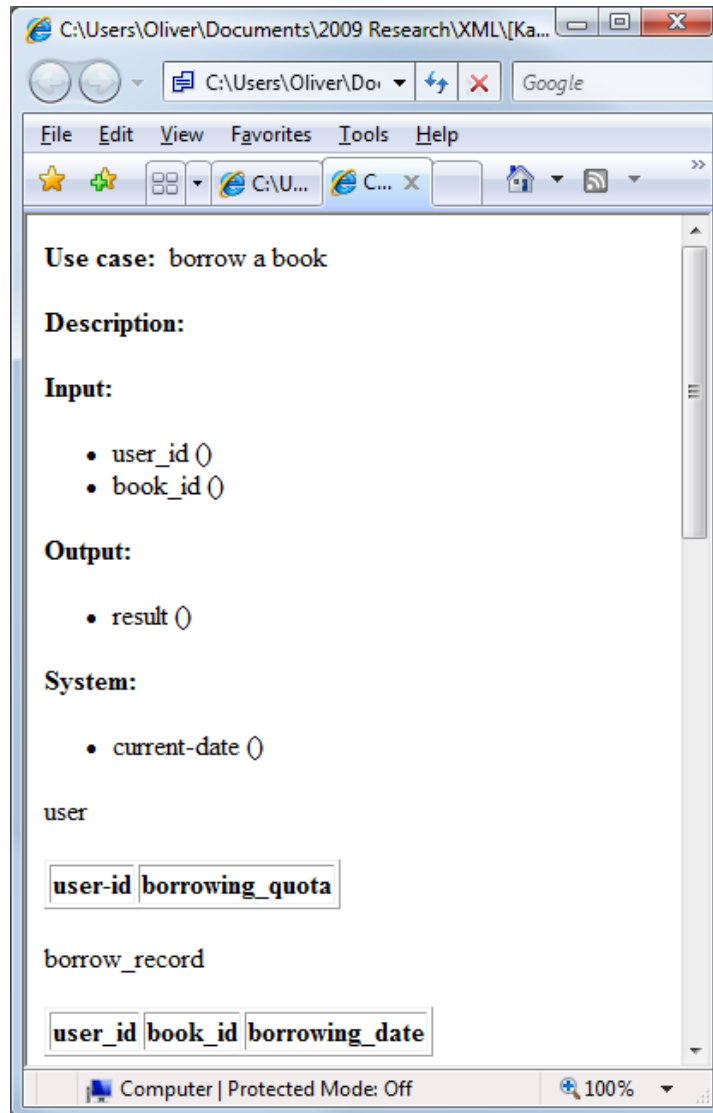 C:\Users\Oliver\Documents\2009 Research\XML\[Ka...
C:\Users\Oliver\Do
Google
File Edit View Favorites Tools Help
C:\U... C...
Use case: borrow a book
Description:
Input:
• user_id ()
• book_id ()
Output:
• result ()
System:
• current-date ()
user
user-id borrowing_quota
borrow_record
user_id book_id borrowing_date
Computer | Protected Mode: Off 100%